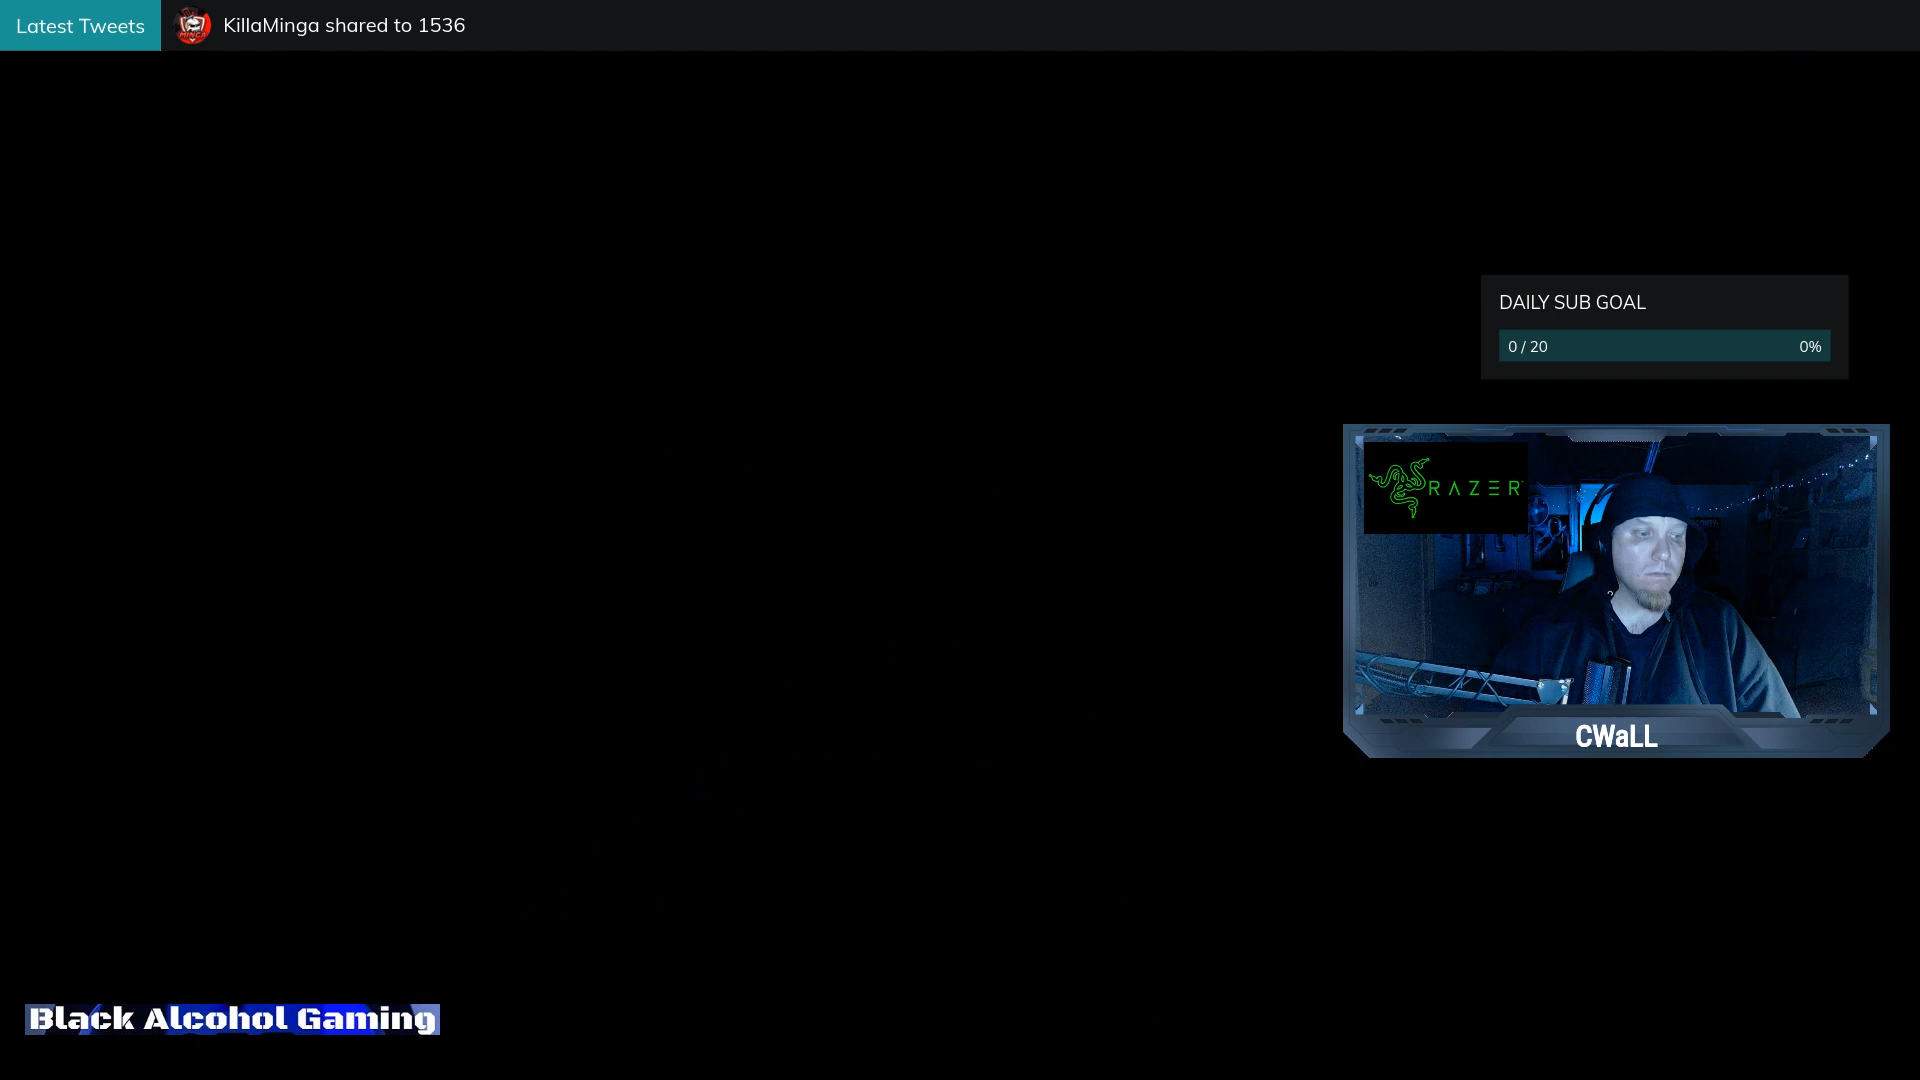 Latest Tweets
KillaMinga shared to 1536
DAILY SUB GOAL
0 / 20
0%
RAZER
CWaLL
Black Alcohol Gaming